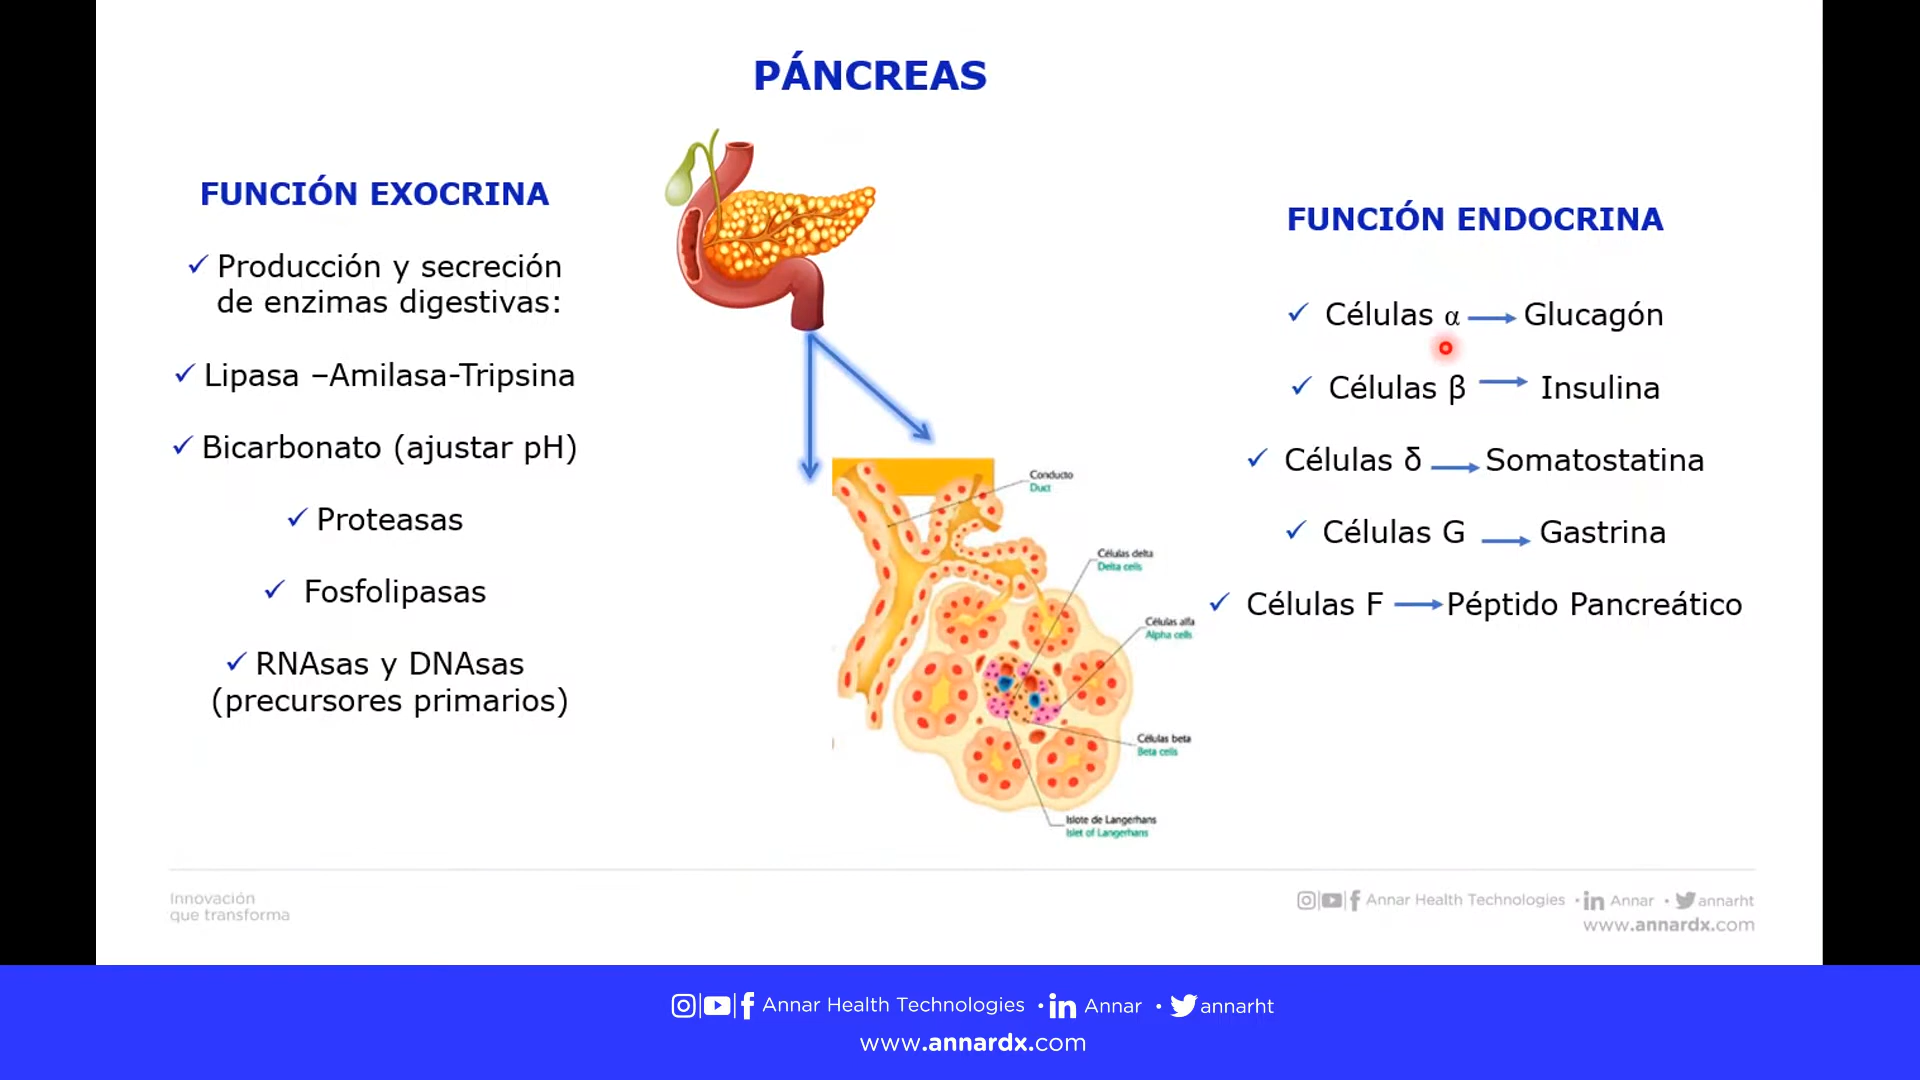 PÁNCREAS
FUNCIÓN EXOCRINA
✓ Producción y secreción
de enzimas digestivas:
✓ Lipasa –Amilasa-Tripsina
✓ Bicarbonato (ajustar pH)
✓ Proteasas
✓ Fosfolipasas
✓ RNAsas y DNAsas
(precursores primarios)
Conducto
Duct
Células delta
Delta cells
Células alfa
Alpha cells
Células beta
Beta cells
Islote de Langerhans
Islet of Langerhans
FUNCIÓN ENDOCRINA
✓ Células α → Glucagón
✓ Células β → Insulina
✓ Células δ → Somatostatina
✓ Células G → Gastrina
✓ Células F → Péptido Pancreático
Innovación
que transforma
Annar Health Technologies • in Annar • annarht
www.annardx.com
Annar Health Technologies • in Annar • annarht
www.annardx.com